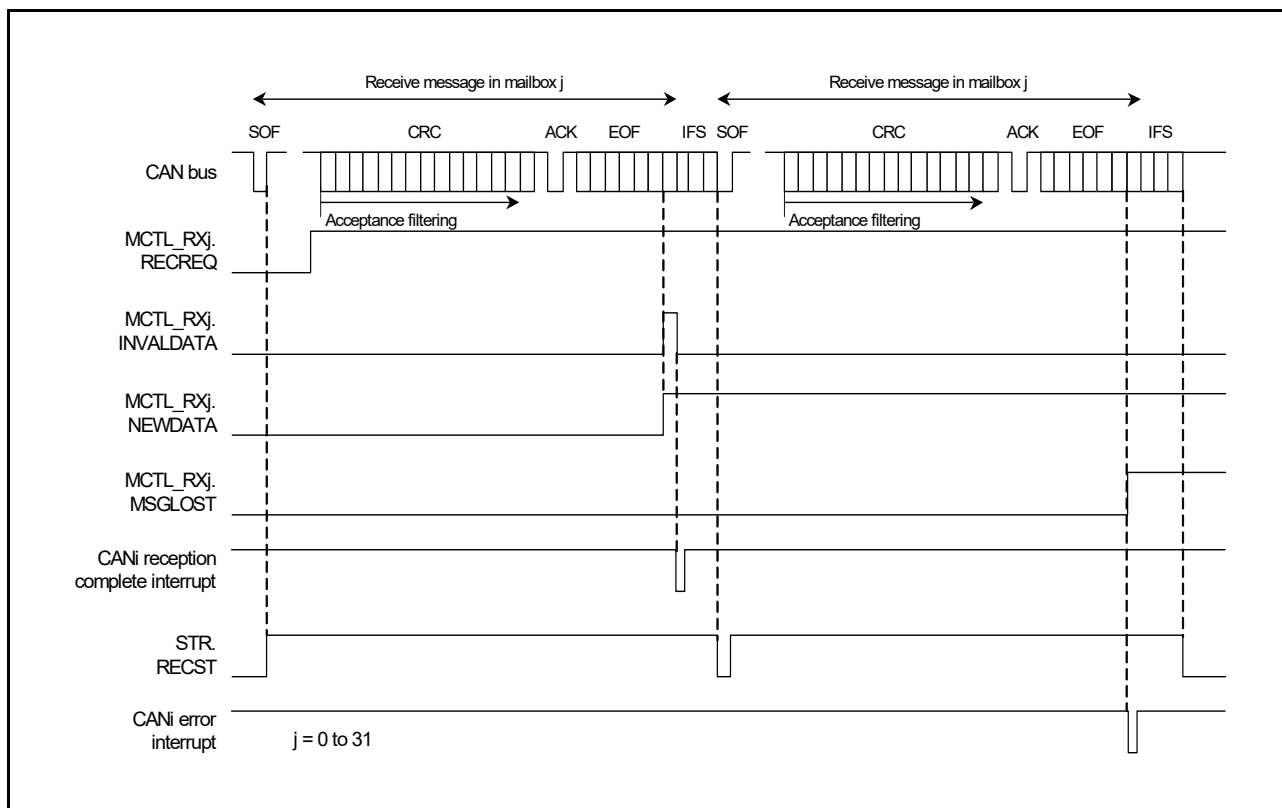 Receive message in mailbox j
Receive message in mailbox j
SOF CRC ACK EOF IFS SOF CRC ACK EOF IFS
CAN bus
Acceptance filtering
Acceptance filtering
MCTL_RXj.
RECREQ
MCTL_RXj.
INVALDATA
MCTL_RXj.
NEWDATA
MCTL_RXj.
MSGLOST
CANi reception
complete interrupt
STR.
RECST
CANi error
interrupt
j = 0 to 31